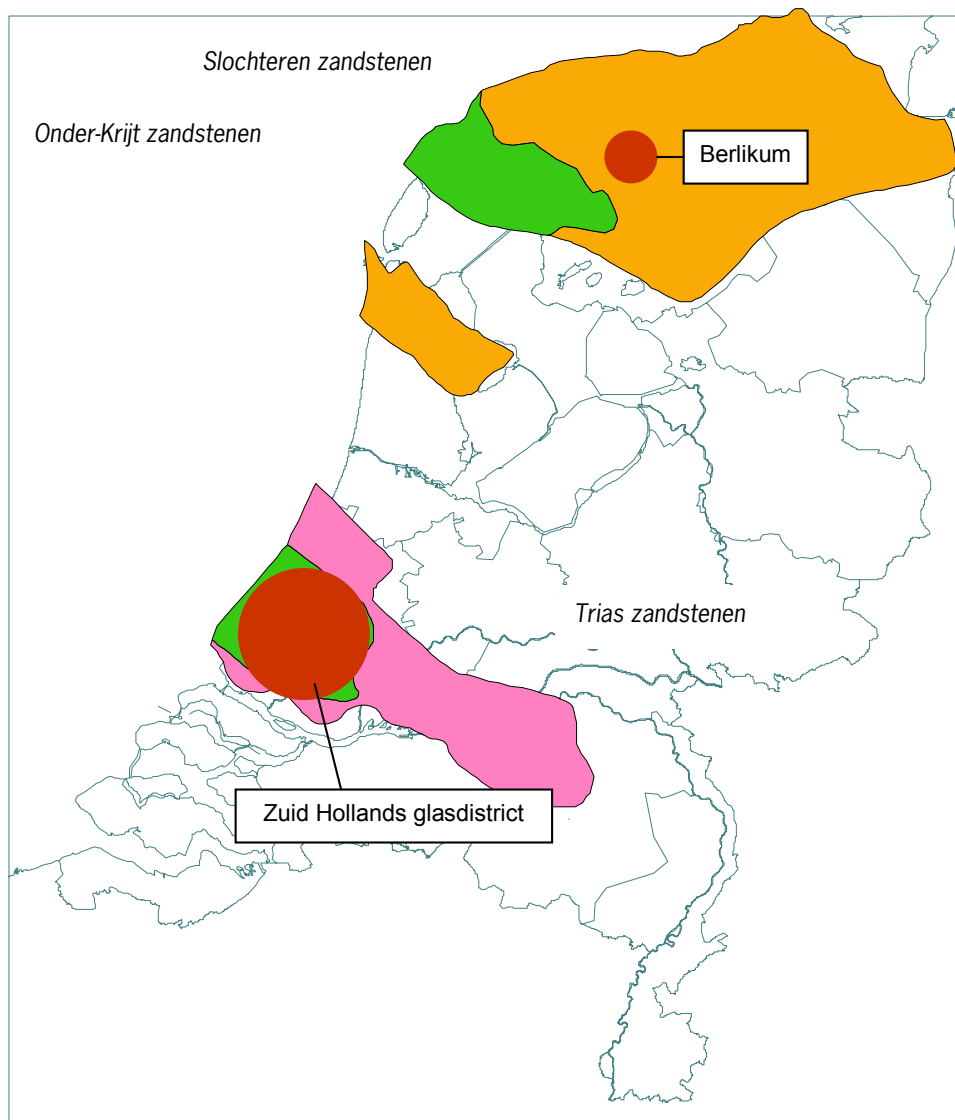 Slochteren zandstenen
Onder-Krijt zandstenen
Berlikum
Trias zandstenen
Zuid Hollands glasdistrict